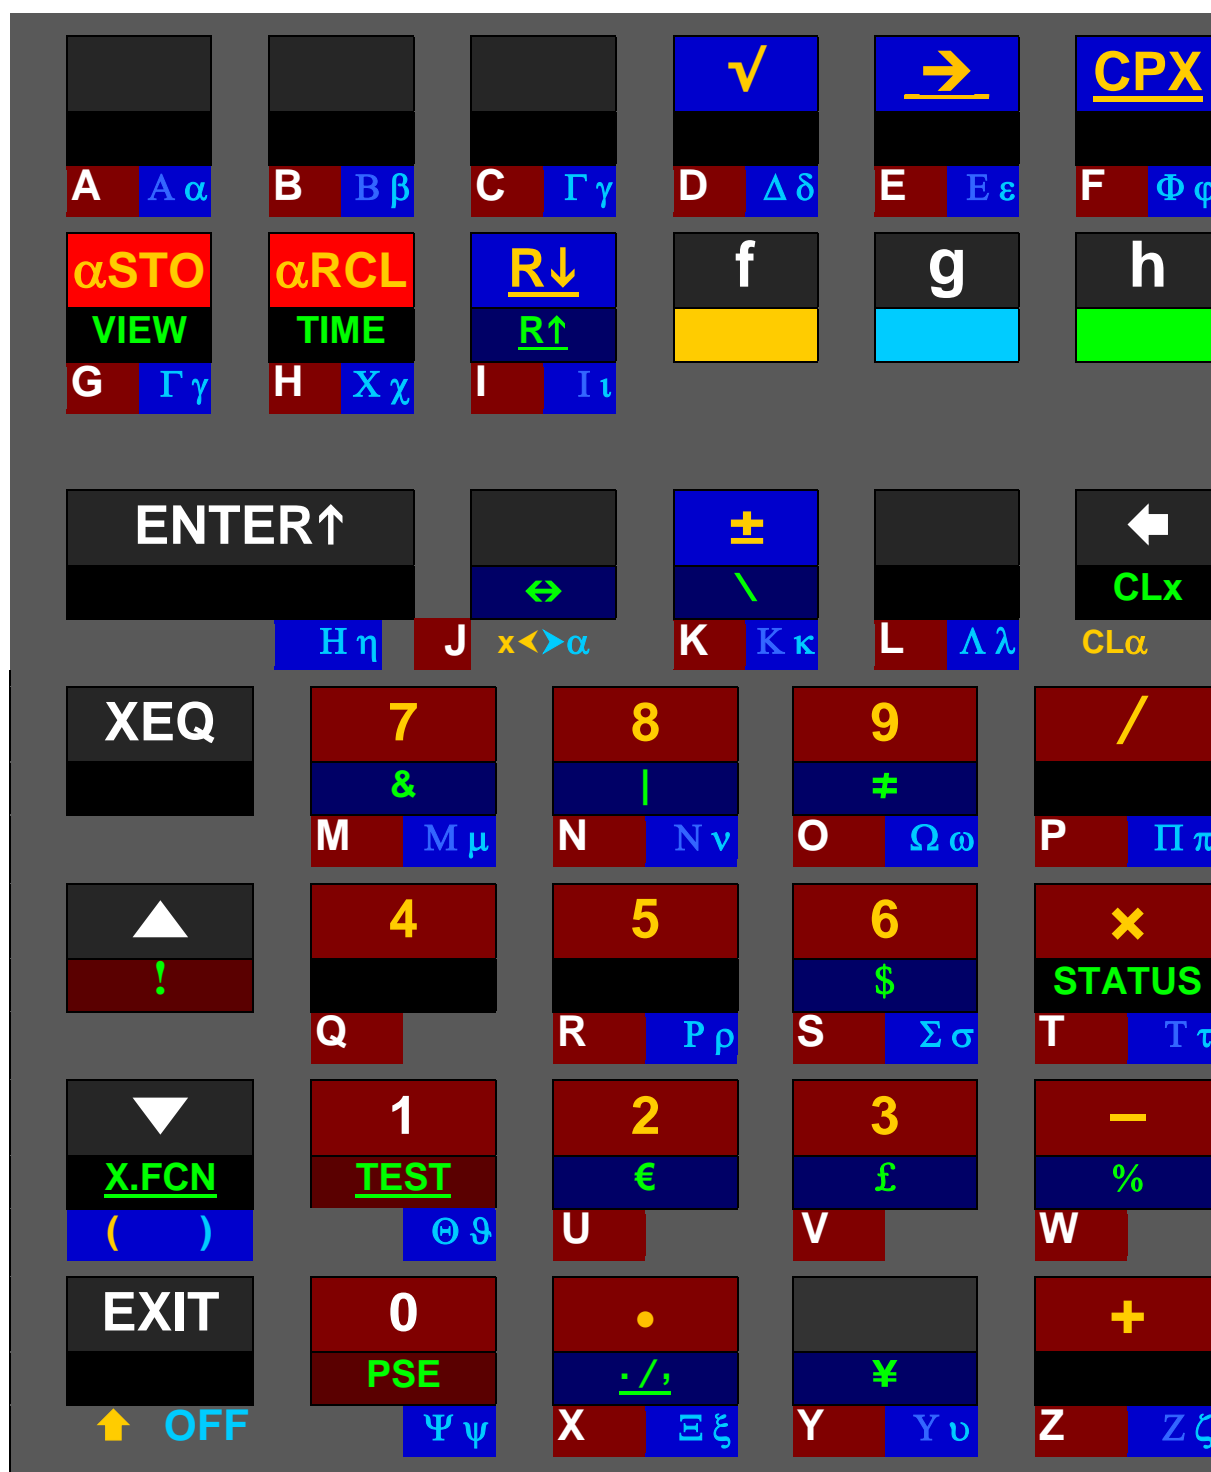 √ → CPX
A Α α B Β β C Γ γ D Δ δ E Ε ε F Φ φ
αSTO αRCL R↓ f g h
VIEW TIME R↑
G Γ γ H Χ χ I Ι ι
ENTER↑ ± 🡄
↔ \ CLx
Η η J x<>α K Κ κ L Λ λ CLα
XEQ 7 8 9 /
& | ≠
M Μ μ N Ν ν O Ω ω P Π π
▲ 4 5 6 ×
! $ STATUS
Q R Ρ ρ S Σ σ T Τ τ
▼ 1 2 3 −
X.FCN TEST € £ %
( ) Θ ϑ U V W
EXIT 0 • +
PSE ./, ¥
🡅 OFF Ψ ψ X Ξ ξ Y Υ υ Z Ζ ζ